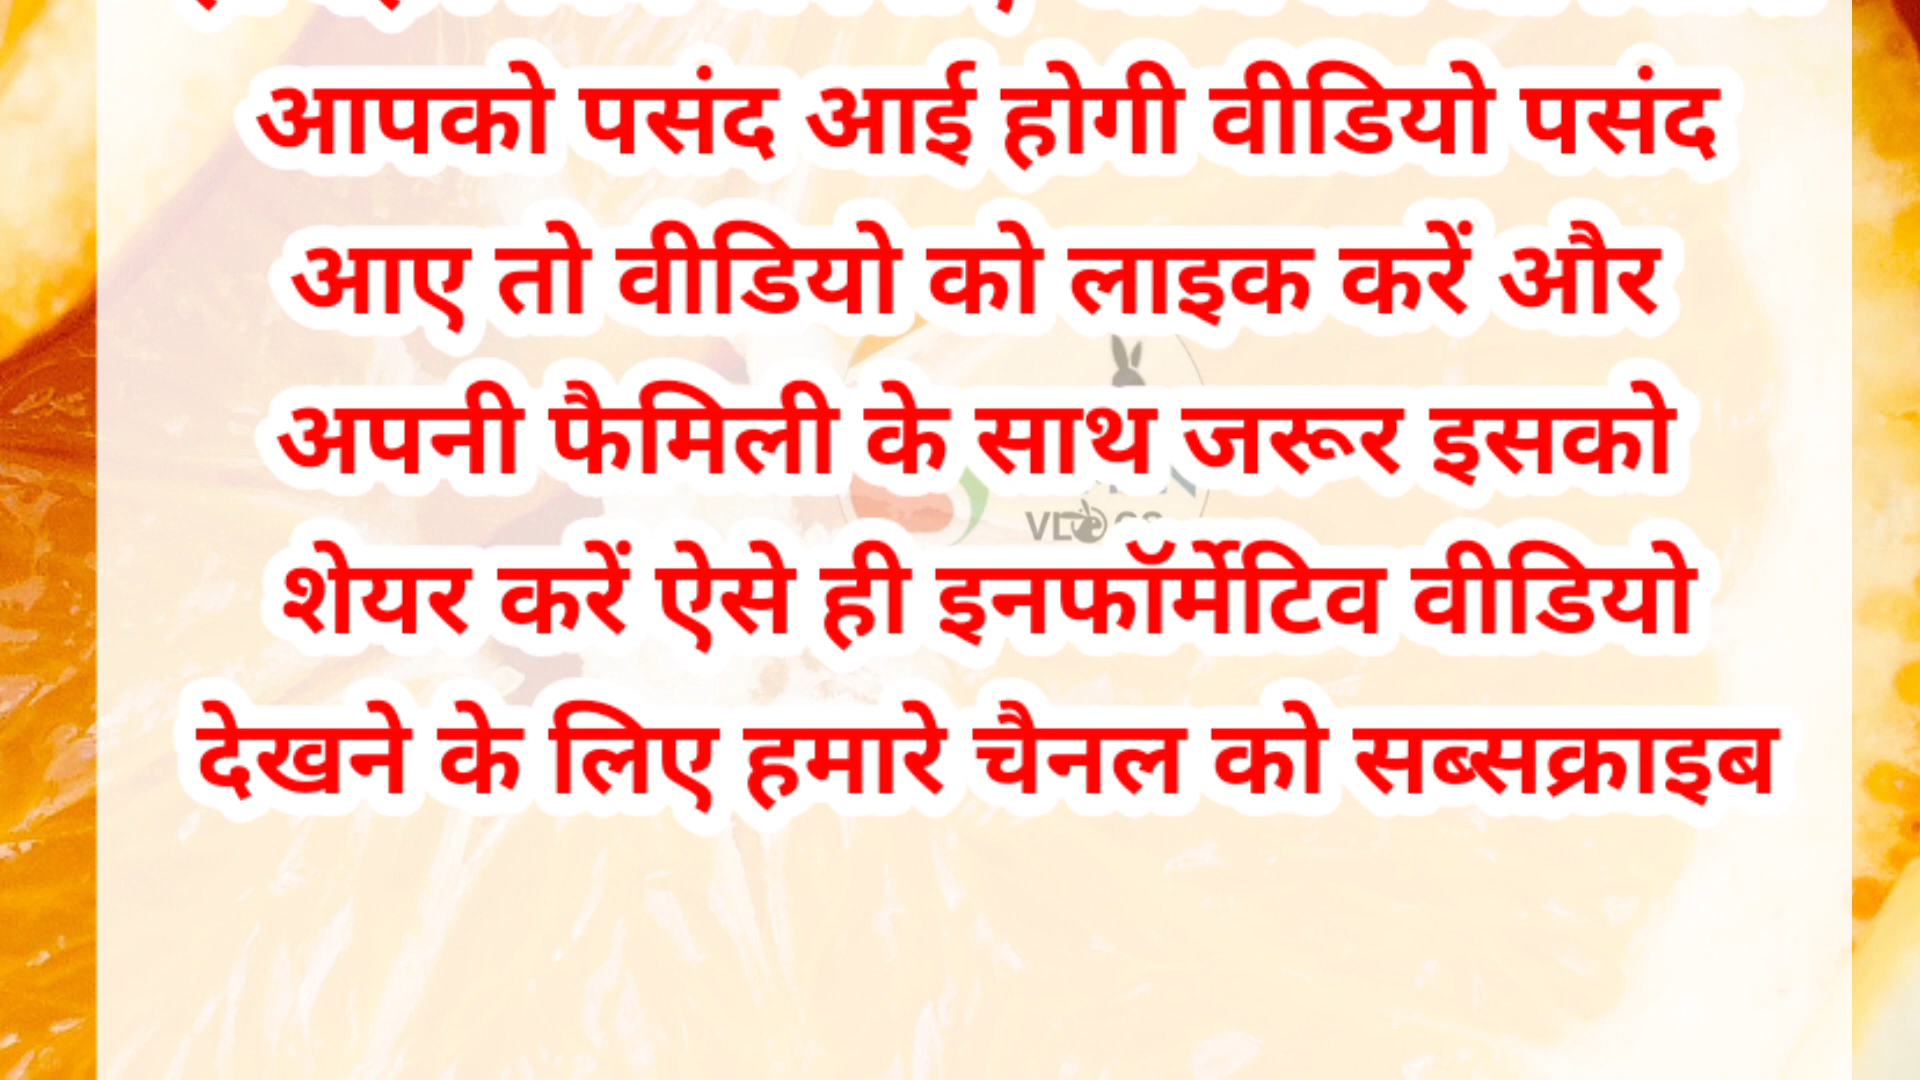 आपको पसंद आई होगी वीडियो पसंद
आए तो वीडियो को लाइक करें और
अपनी फैमिली के साथ जरूर इसको
शेयर करें ऐसे ही इनफॉर्मेटिव वीडियो
देखने के लिए हमारे चैनल को सब्सक्राइब